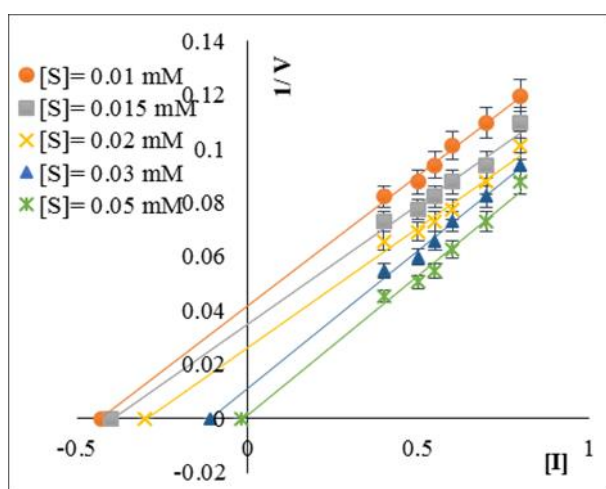 0.14
0.12
0.1
0.08
0.06
0.04
0.02
0
-0.02
-0.5
0
0.5
1
1/ V
[I]
[S]= 0.01 mM
[S]= 0.015 mM
[S]= 0.02 mM
[S]= 0.03 mM
[S]= 0.05 mM